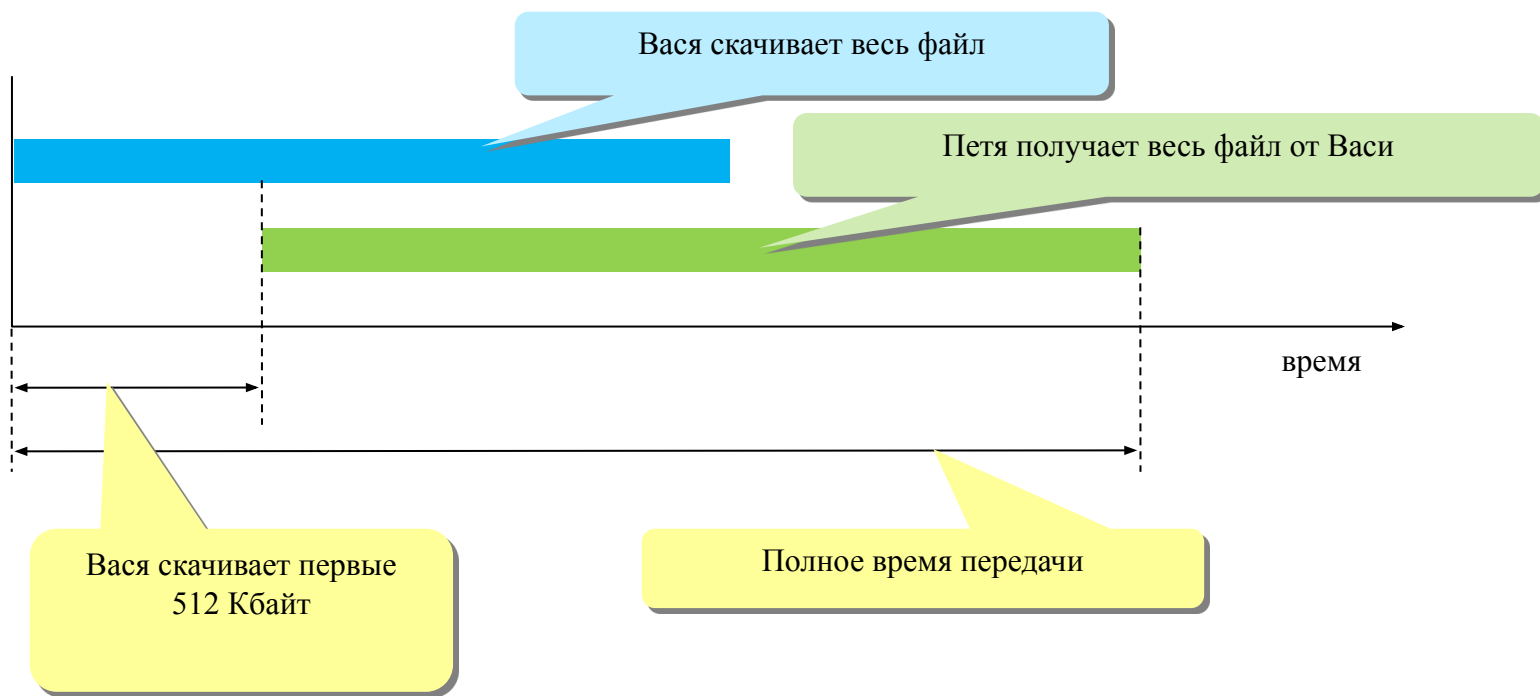 Вася скачивает весь файл
Петя получает весь файл от Васи
время
Вася скачивает первые
512 Кбайт
Полное время передачи